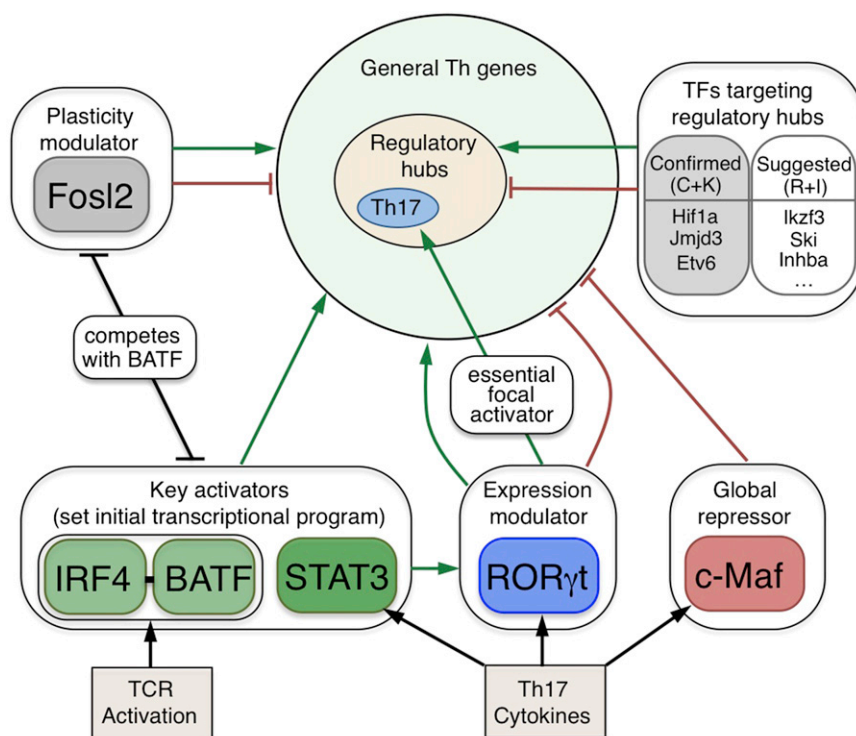 General Th genes
Regulatory
hubs
Th17
Plasticity
modulator
Fosl2
TFs targeting
regulatory hubs
Confirmed
(C+K)
Hif1a
Jmjd3
Etv6
Suggested
(R+I)
Ikzf3
Ski
Inhba
...
competes
with BATF
essential
focal
activator
Key activators
(set initial transcriptional program)
IRF4
BATF
STAT3
Expression
modulator
RORγt
Global
repressor
c-Maf
TCR
Activation
Th17
Cytokines